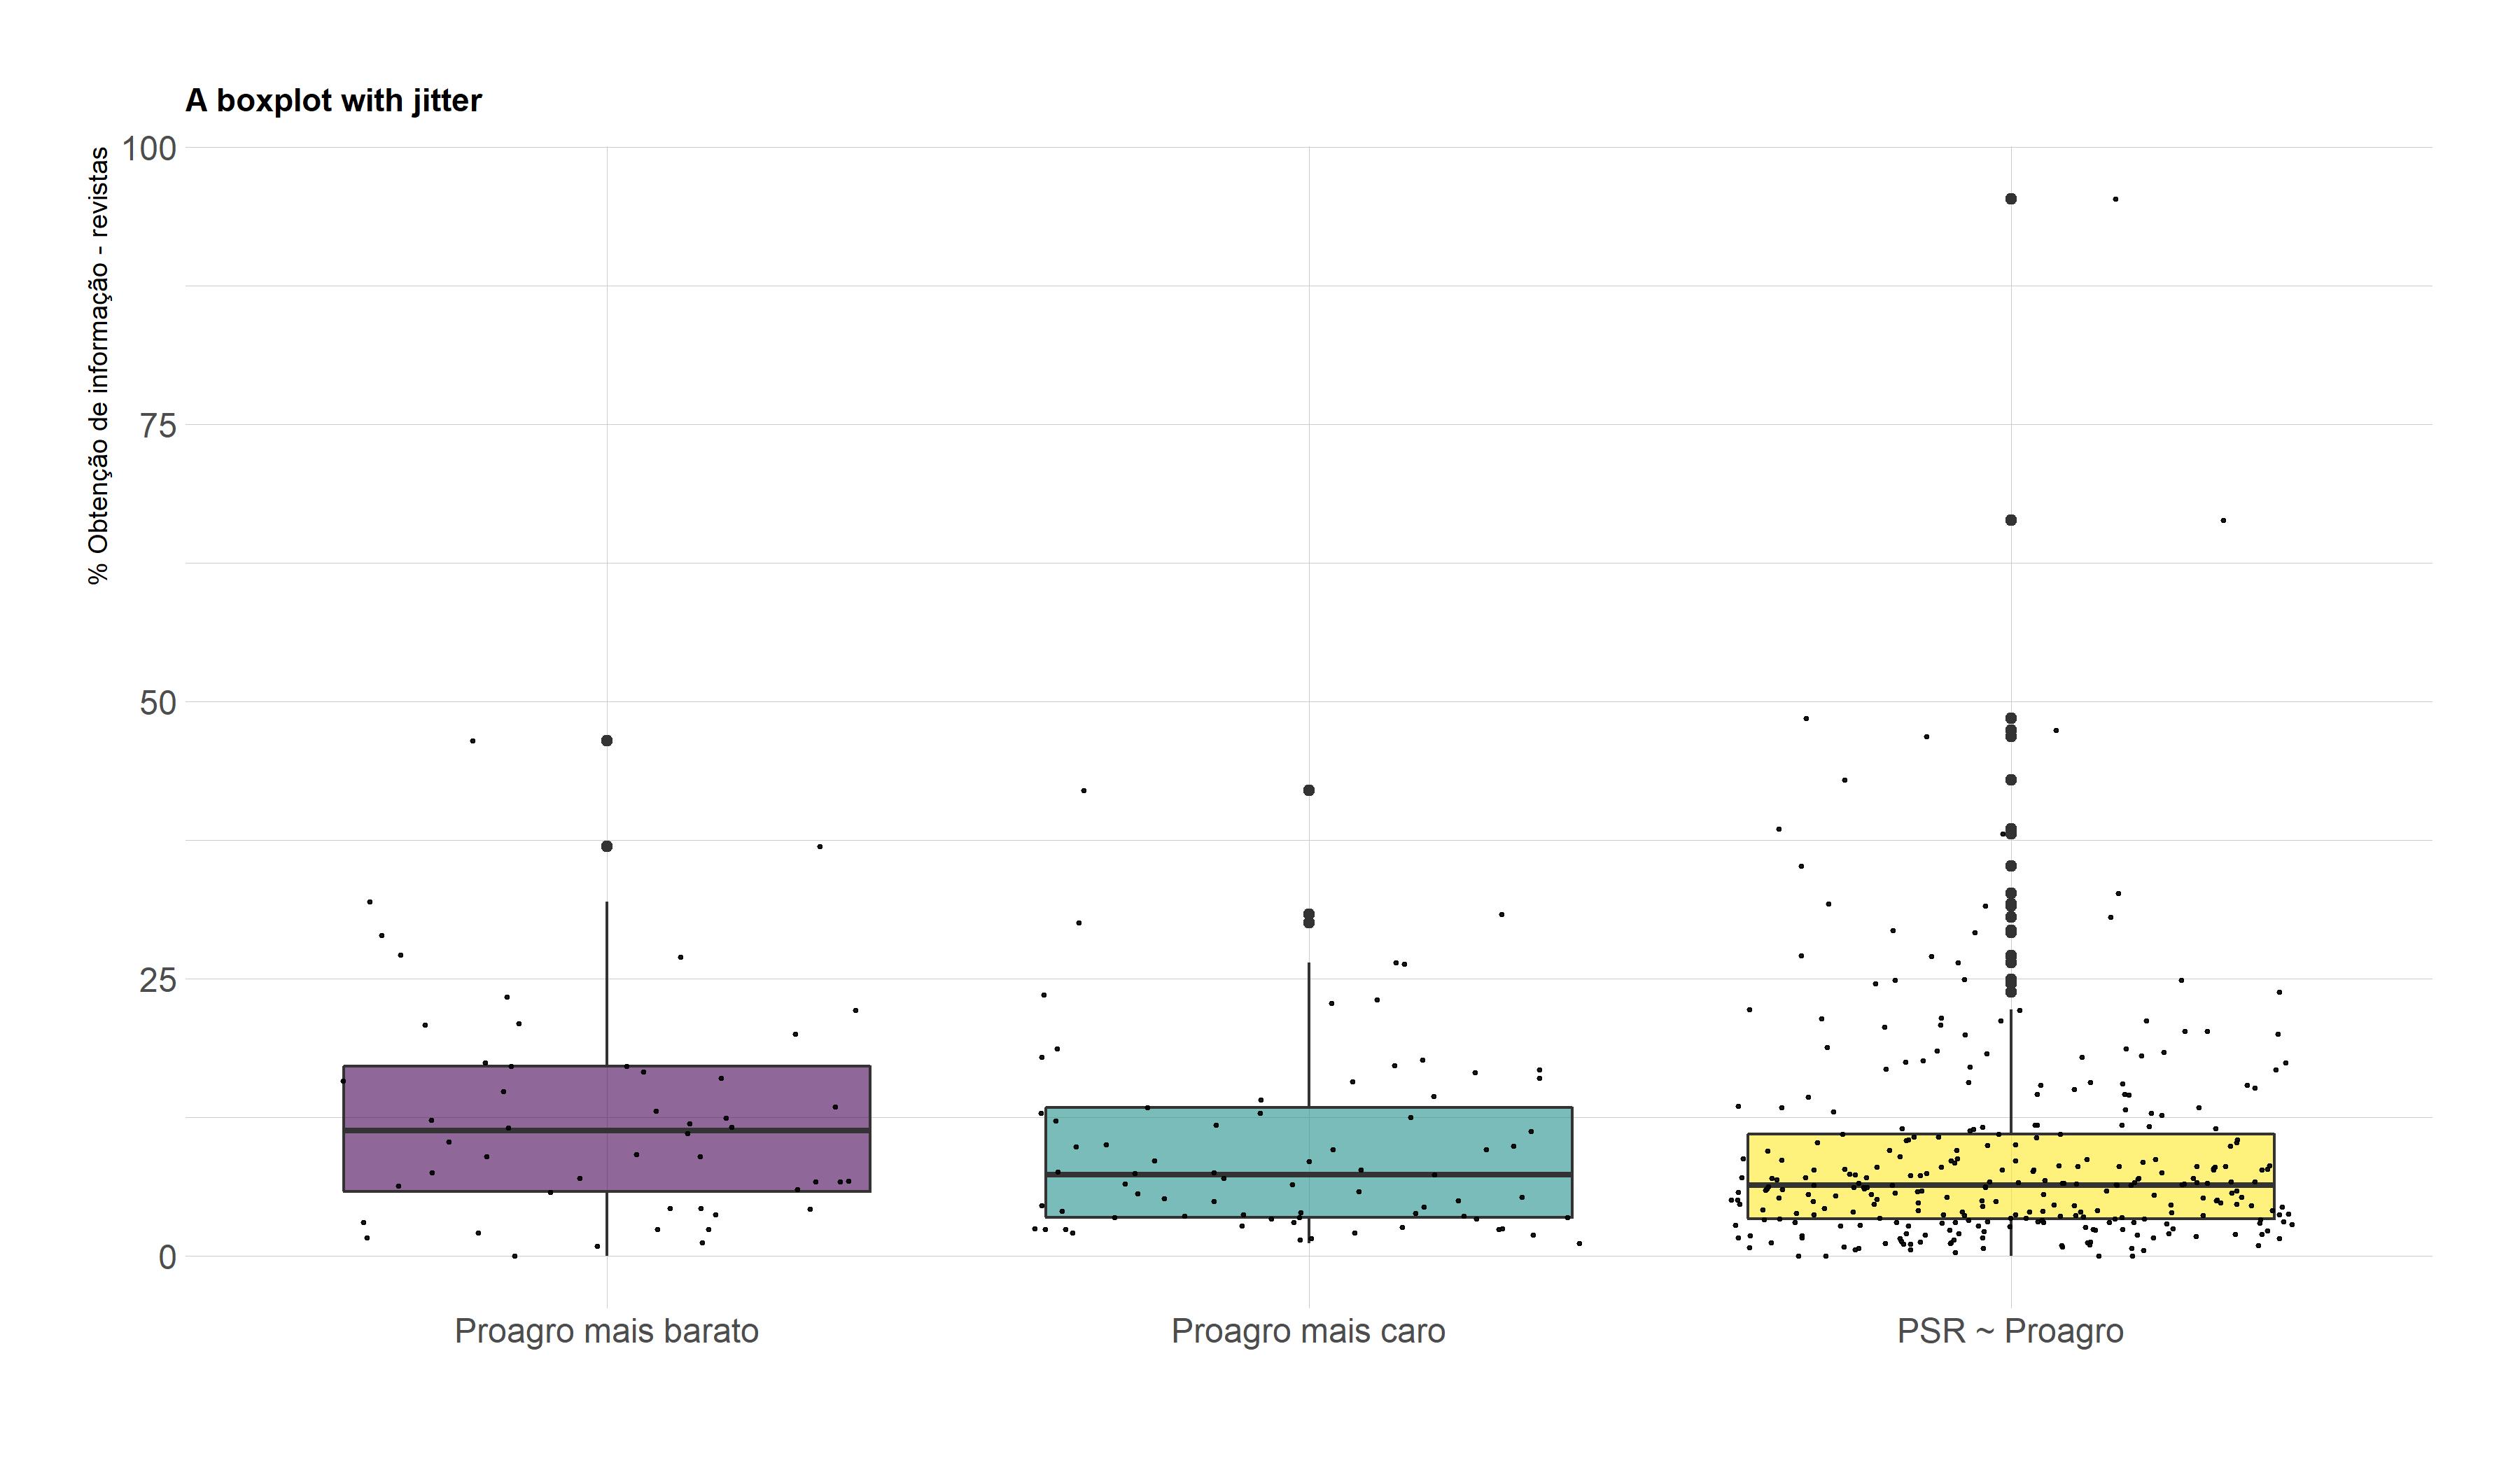 A boxplot with jitter
% Obtenção de informação - revistas
100
75
50
25
0
Proagro mais barato
Proagro mais caro
PSR ~ Proagro